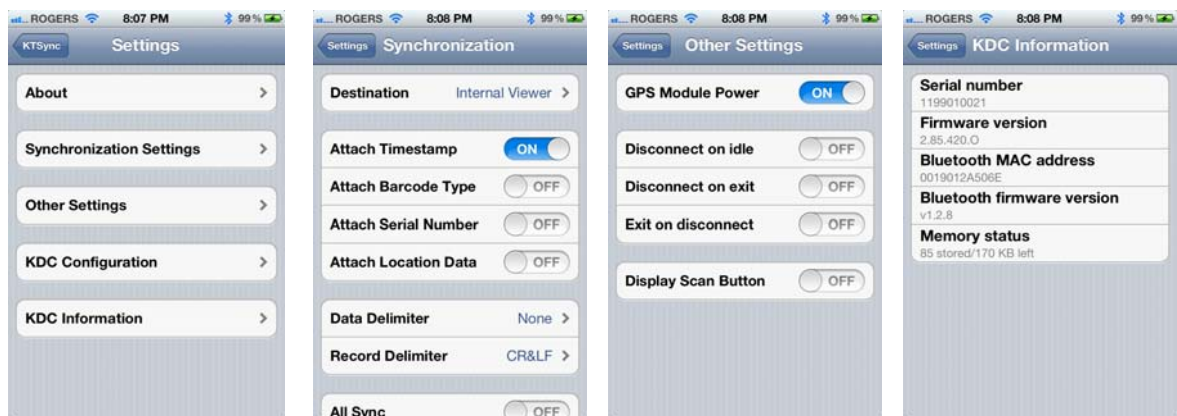 ROGERS 8:07 PM 99%
KTSync Settings
About
Synchronization Settings
Other Settings
KDC Configuration
KDC Information
ROGERS 8:08 PM 99%
Settings Synchronization
Destination Internal Viewer
Attach Timestamp ON
Attach Barcode Type OFF
Attach Serial Number OFF
Attach Location Data OFF
Data Delimiter None
Record Delimiter CR&LF
All Sync OFF
ROGERS 8:08 PM 99%
Settings Other Settings
GPS Module Power ON
Disconnect on idle OFF
Disconnect on exit OFF
Exit on disconnect OFF
Display Scan Button OFF
ROGERS 8:08 PM 99%
Settings KDC Information
Serial number
1199010021
Firmware version
2.85.420.O
Bluetooth MAC address
0019012A506E
Bluetooth firmware version
v1.2.8
Memory status
85 stored/170 KB left